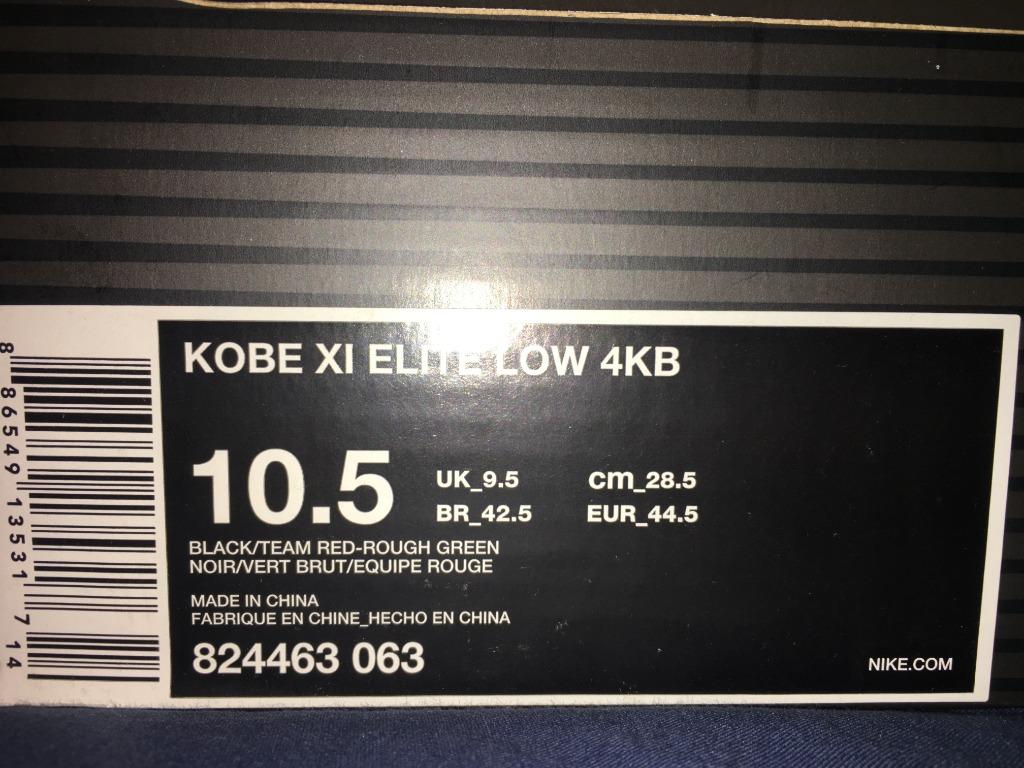 KOBE XI ELITE LOW 4KB
10.5
UK_9.5 cm_28.5
BR_42.5 EUR_44.5
BLACK/TEAM RED-ROUGH GREEN
NOIR/VERT BRUT/EQUIPE ROUGE
MADE IN CHINA
FABRIQUE EN CHINE_HECHO EN CHINA
824463 063
NIKE.COM
8 86549 13531 7 14